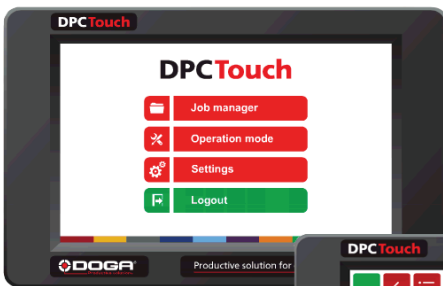 DPCTouch
DPCTouch
Job manager
Operation mode
Settings
Logout
DOGA
Productive solution for
DPCTouch